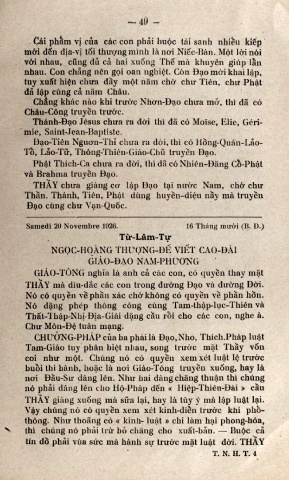 — 49 —
Cái phẩm vị của các con phải buộc tái sanh nhiều kiếp
mới đến địa-vị tối thượng mình là nơi Niếc-Bàn. Một lời nói
với nhau, cũng đủ cả hai xuống Thế mà khuyên giúp lẫn
nhau. Con chẳng nên gọi oan nghiệt. Còn Đạo mới khai lập,
tuy xuất hiện chưa đầy một năm chớ chư Tiên, chư Phật
đã lập cùng cả năm Châu.
Chẳng khác nào khi trước Nhơn-Đạo chưa mở, thì đã có
Châu-Công truyền trước.
Thánh-Đạo Jésus chưa ra đời thì đã có Moïse, Elie, Géri-
mie, Saint-Jean-Baptiste.
Đạo-Tiên Nguơn-Thỉ chưa ra đời, thì có Hồng-Quân-Lão-
Tổ, Lão-Tử, Thông-Thiên-Giáo-Chủ truyền Đạo.
Phật Thích-Ca chưa ra đời, thì đã có Nhiên-Đăng Cổ-Phật
và Brahma truyền Đạo.
THẦY chưa giáng cơ lập Đạo tại nước Nam, chớ chư
Thần, Thánh, Tiên, Phật dùng huyền-diệu nầy mà truyền
Đạo cùng chư Vạn-Quốc.
Samedi 20 Novembre 1926. 16 Tháng mười (B. D.)
Từ-Lâm-Tự
NGỌC-HOÀNG THƯỢNG-ĐẾ VIẾT CAO-ĐÀI
GIÁO-ĐẠO NAM-PHƯƠNG
GIÁO-TÔNG nghĩa là anh cả các con, có quyền thay mặt
THẦY mà dìu-dắc các con trong đường Đạo và đường Đời.
Nó có quyền về phần xác chớ không có quyền về phần hồn.
Nó đặng phép thông công cùng Tam-thập-lục-Thiên và
Thất-Thập-Nhị-Địa-Giái đặng cầu rỗi cho các con, nghe à.
Chư Môn-Đệ tuân mạng.
CHƯỞNG-PHÁP của ba phái là Đạo, Nho, Thích. Pháp luật
Tam-Giáo tuy phân biệt nhau, song trước mặt Thầy vốn
coi như một. Chúng nó có quyền xem xét luật lệ trước
buổi thi hành, hoặc là nơi Giáo-Tông truyền xuống, hay là
nơi Đầu-Sư dâng lên. Như hai đàng chẳng thuận thì chúng
nó phải dâng lên cho Hộ-Pháp đến « Hiệp-Thiên-Đài » cầu
THẦY giáng xuống mà sửa lại, hay là tùy ý mà lập luật lại.
Vậy chúng nó có quyền xem xét kinh-điển trước khi phổ-
thông. Như thoảng có « kinh- luật » chi làm hại phong-hóa,
thì chúng nó phải trừ bỏ chẳng cho xuất-bản. — Buộc cả
tín đồ phải vùa sức mà hành sự trước mặt luật đời. THẦY
T. N. H. T. 4